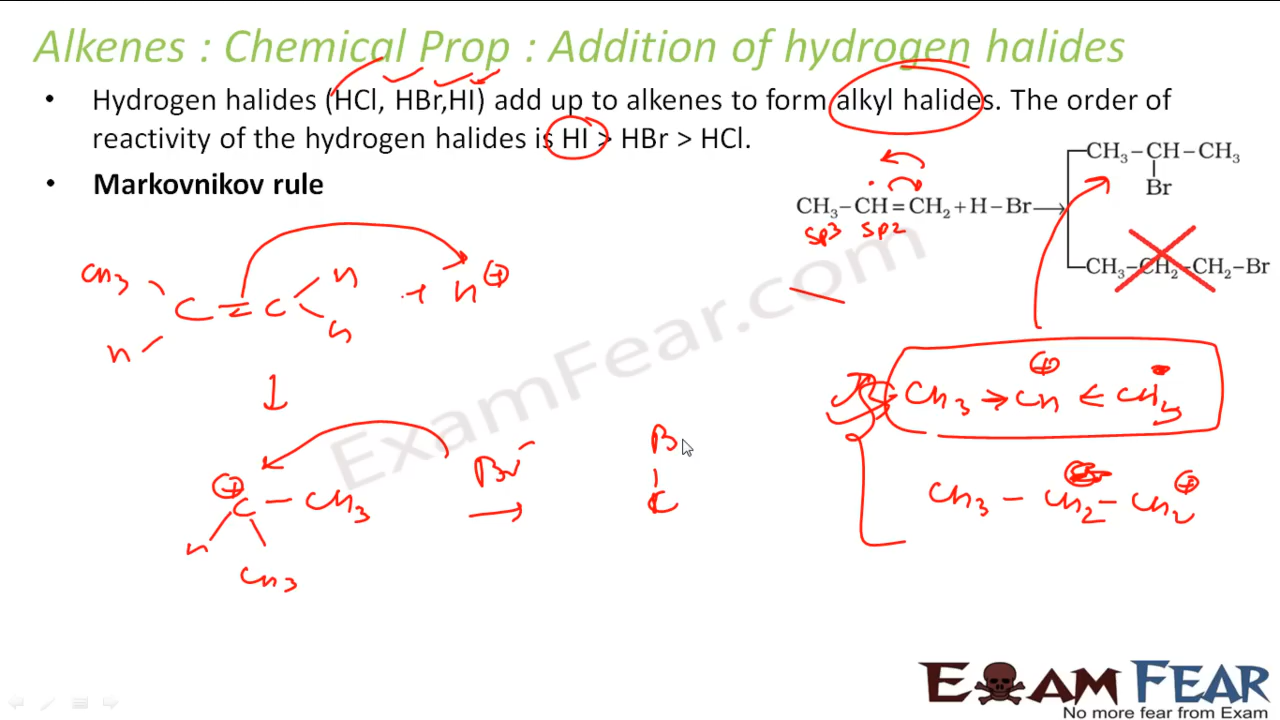 Alkenes : Chemical Prop : Addition of hydrogen halides
• Hydrogen halides (HCl, HBr,HI) add up to alkenes to form alkyl halides. The order of
reactivity of the hydrogen halides is HI > HBr > HCl.
• Markovnikov rule
CH₃–CH=CH₂+H–Br⟶
sp3 sp2
CH₃–CH–CH₃
Br
CH₃–CH₂–CH₂–Br
CH3 H
C = C + H⊕
H H
↓
⊕
C – CH3
H
CH3
Br⁻
→
B
C
⊕
CH3 → CH ← CH3
CH3 – CH2 – CH2⊕
ExamFear.com
EXAM FEAR
No more fear from Exam